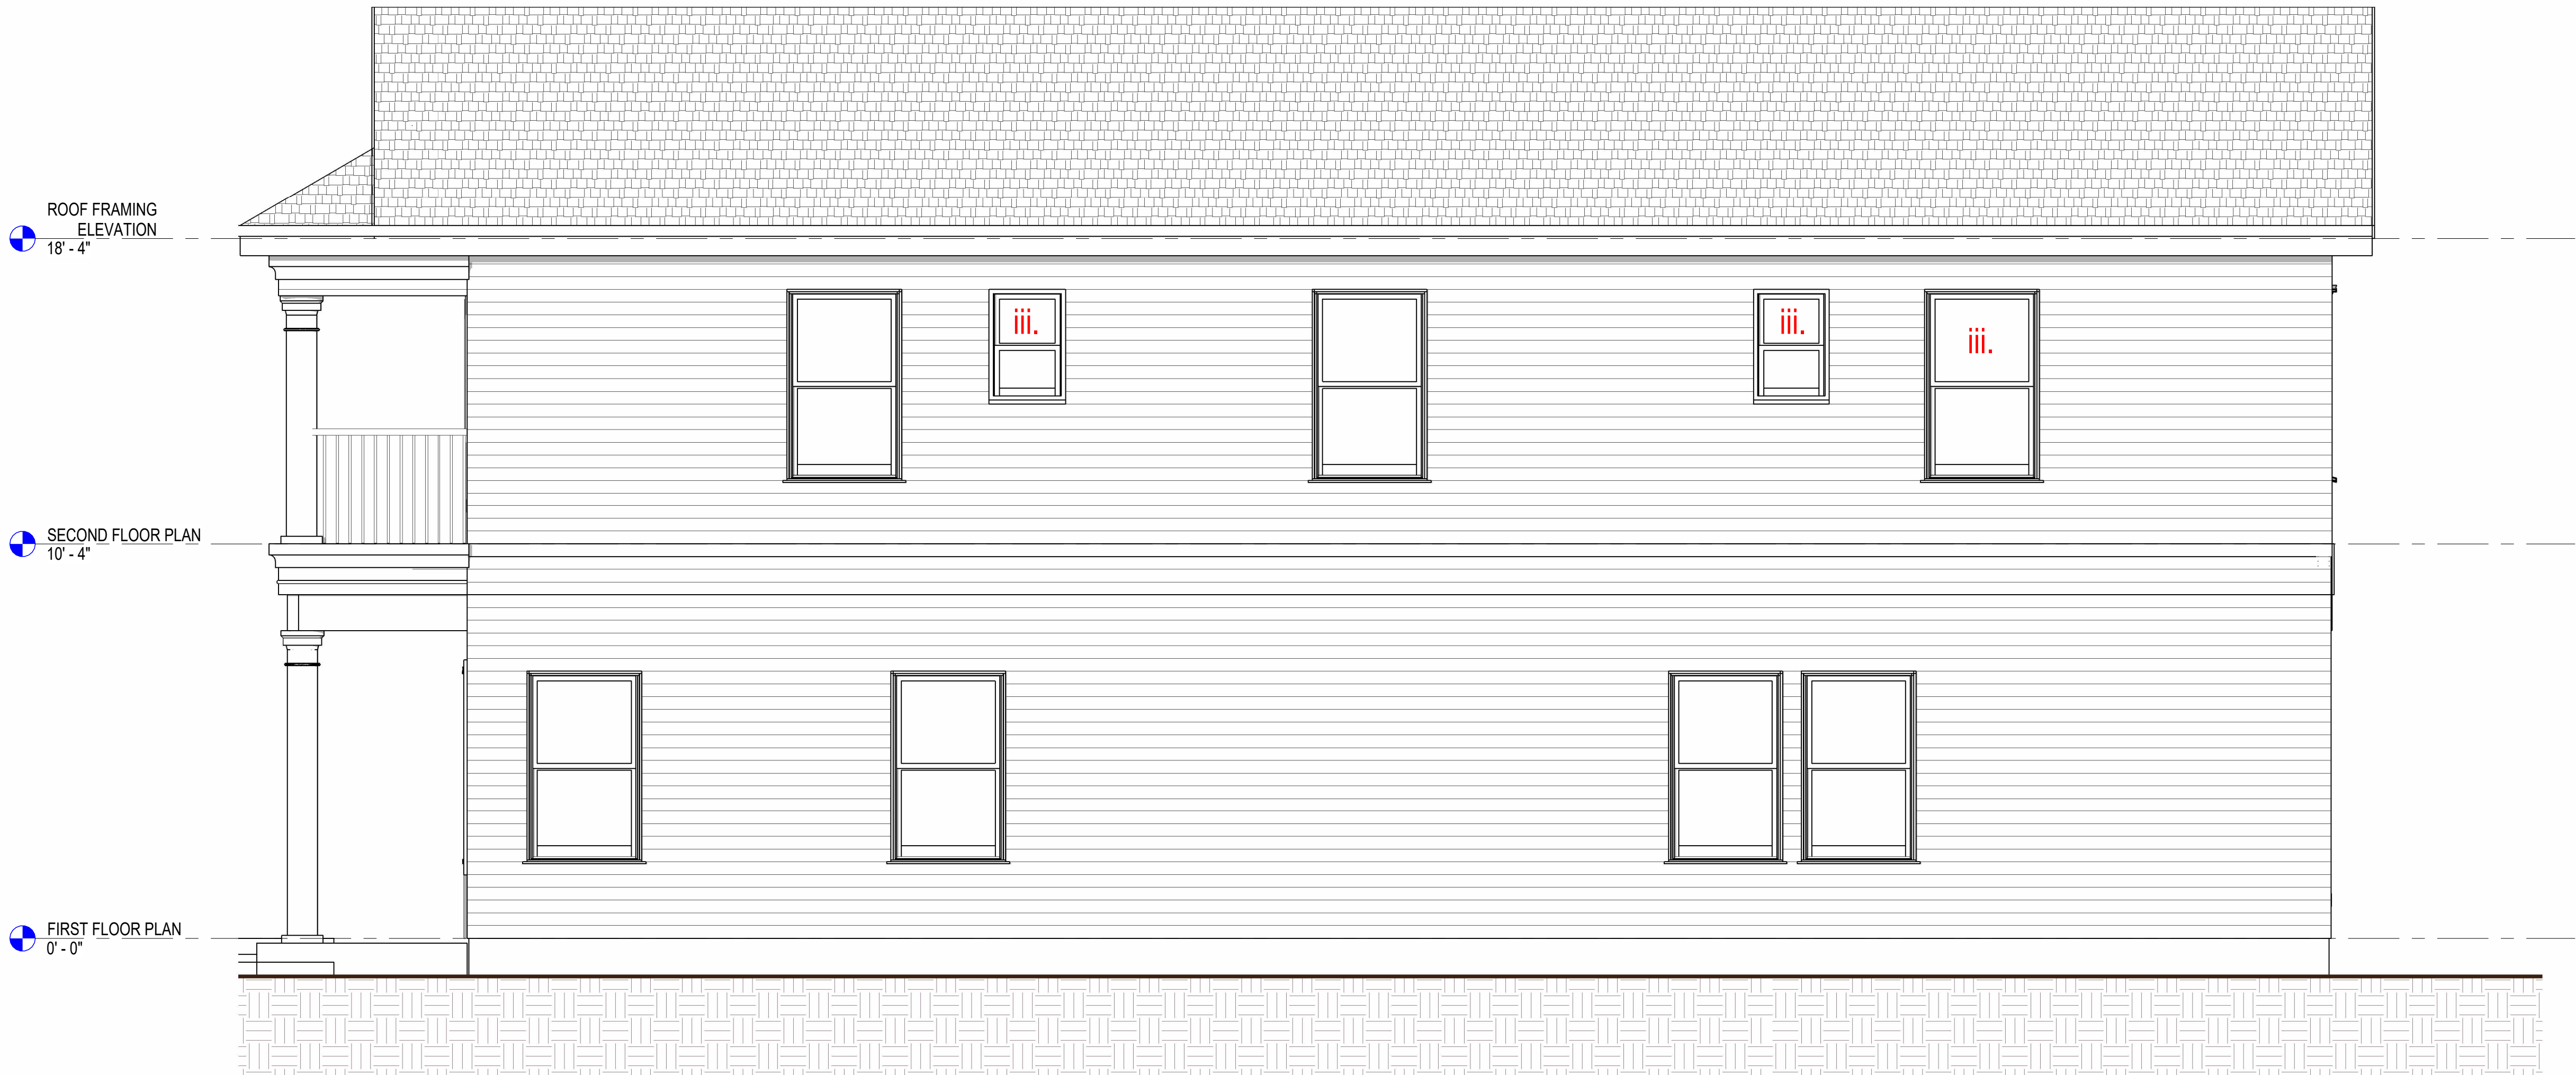 ROOF FRAMING
ELEVATION
18' - 4"
iii.
iii.
iii.
SECOND FLOOR PLAN
10' - 4"
FIRST FLOOR PLAN
0' - 0"